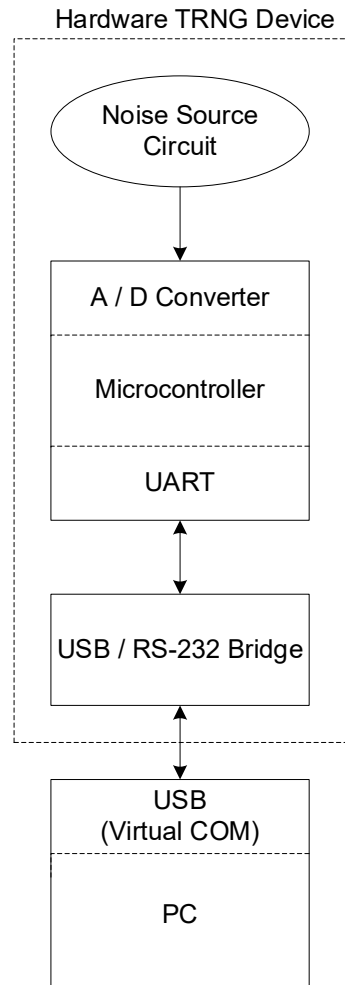 Hardware TRNG Device
Noise Source
Circuit
A / D Converter
Microcontroller
UART
USB / RS-232 Bridge
USB
(Virtual COM)
PC